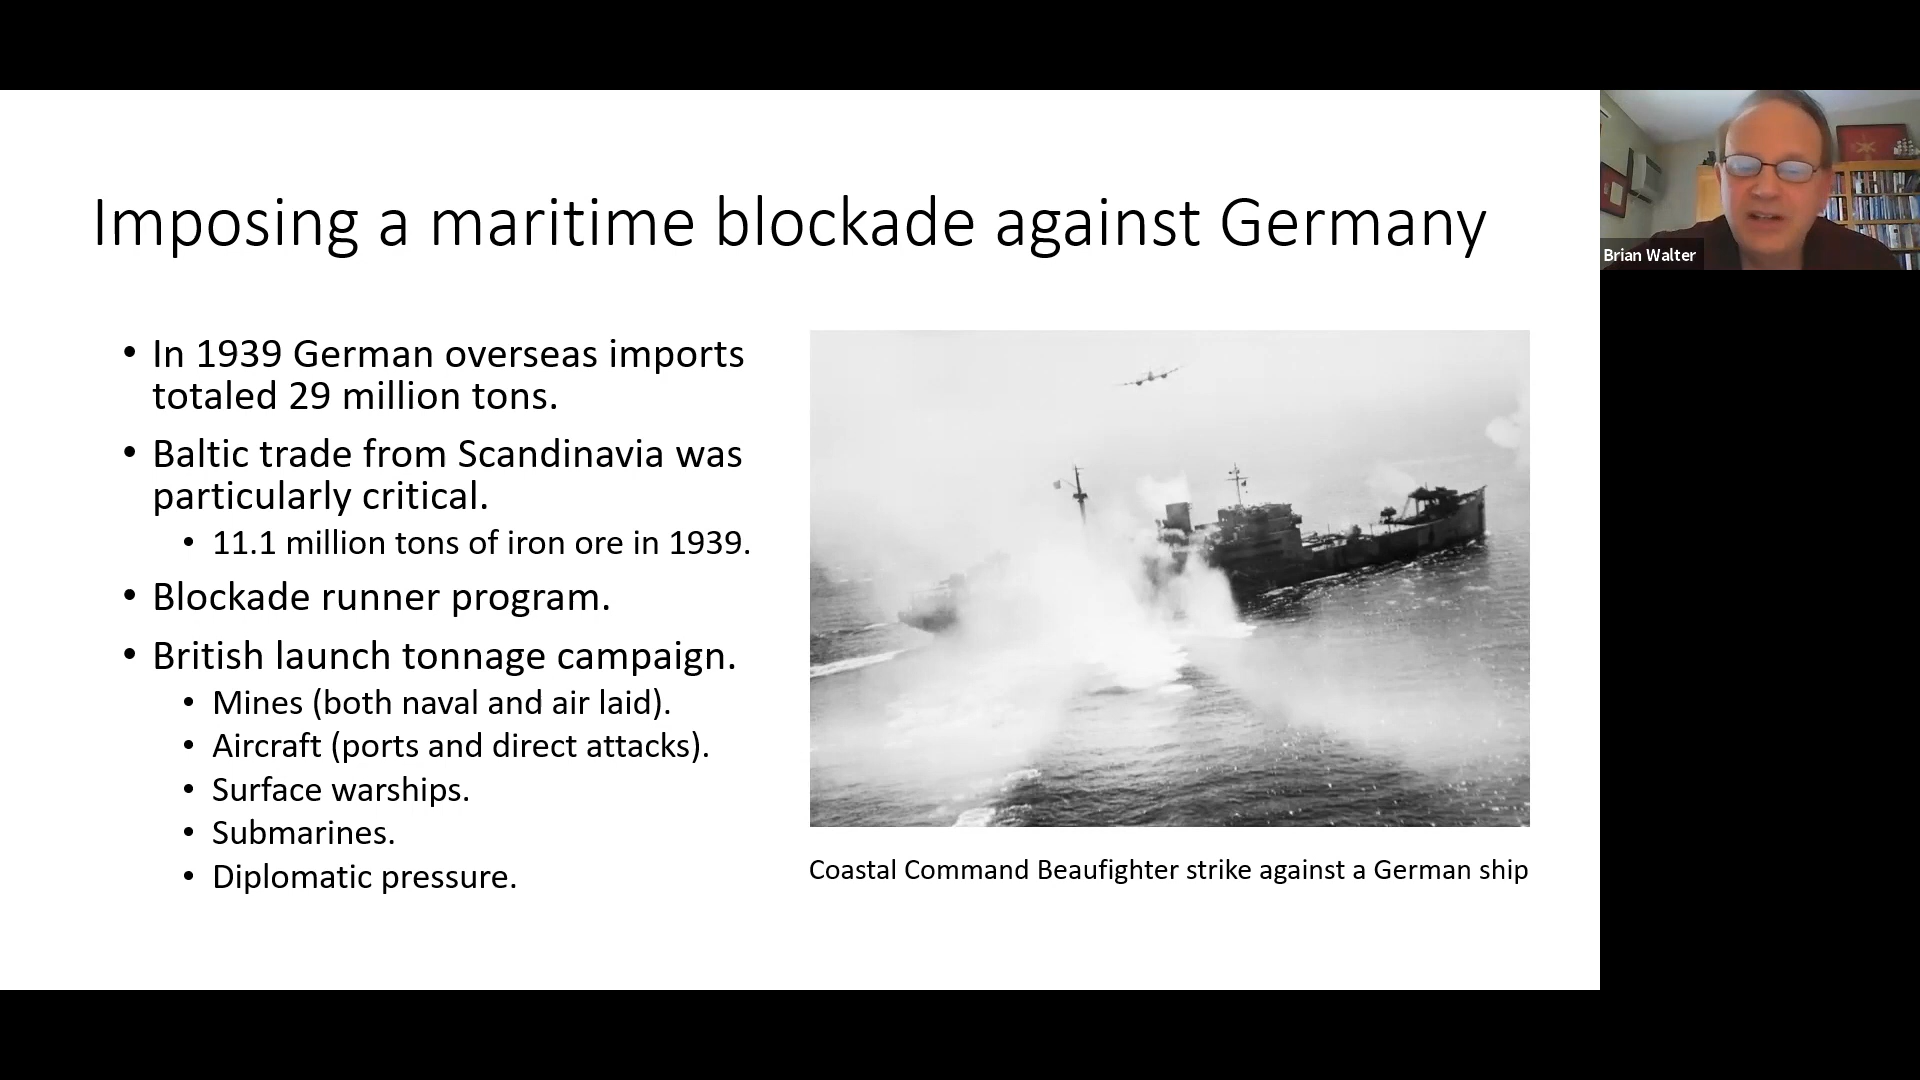 Imposing a maritime blockade against Germany
• In 1939 German overseas imports
totaled 29 million tons.
• Baltic trade from Scandinavia was
particularly critical.
• 11.1 million tons of iron ore in 1939.
• Blockade runner program.
• British launch tonnage campaign.
• Mines (both naval and air laid).
• Aircraft (ports and direct attacks).
• Surface warships.
• Submarines.
• Diplomatic pressure.
Coastal Command Beaufighter strike against a German ship
Brian Walter